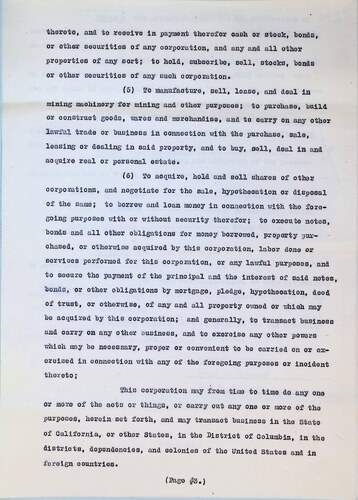 thereto, and to receive in payment therefor cash or stock, bonds,
or other securities of any corporation, and any and all other
properties of any sort; to hold, subscribe, sell, stocks, bonds
or other securities of any such corporation.
(5) To manufacture, sell, lease, and deal in
mining machinery for mining and other purposes; to purchase, build
or construct goods, wares and merchandise, and to carry on any other
lawful trade or business in connection with the purchase, sale,
leasing or dealing in said property, and to buy, sell, deal in and
acquire real or personal estate.
(6) To acquire, hold and sell shares of other
corporations, and negotiate for the sale, hypothecation or disposal
of the same; to borrow and loan money in connection with the fore-
going purposes with or without security therefor; to execute notes,
bonds and all other obligations for money borrowed, property pur-
chased, or otherwise acquired by this corporation, labor done or
services performed for this corporation, or any lawful purposes, and
to secure the payment of the principal and the interest of said notes,
bonds, or other obligations by mortgage, pledge, hypothecation, deed
of trust, or otherwise, of any and all property owned or which may
be acquired by this corporation; and generally, to transact business
and carry on any other business, and to exercise any other powers
which may be necessary, proper or convenient to be carried on or ex-
ercised in connection with any of the foregoing purposes or incident
thereto;
This corporation may from time to time do any one
or more of the acts or things, or carry out any one or more of the
purposes, herein set forth, and may transact business in the State
of California, or other States, in the District of Columbia, in the
districts, dependencies, and colonies of the United States and in
foreign countries.
(Page #3.)